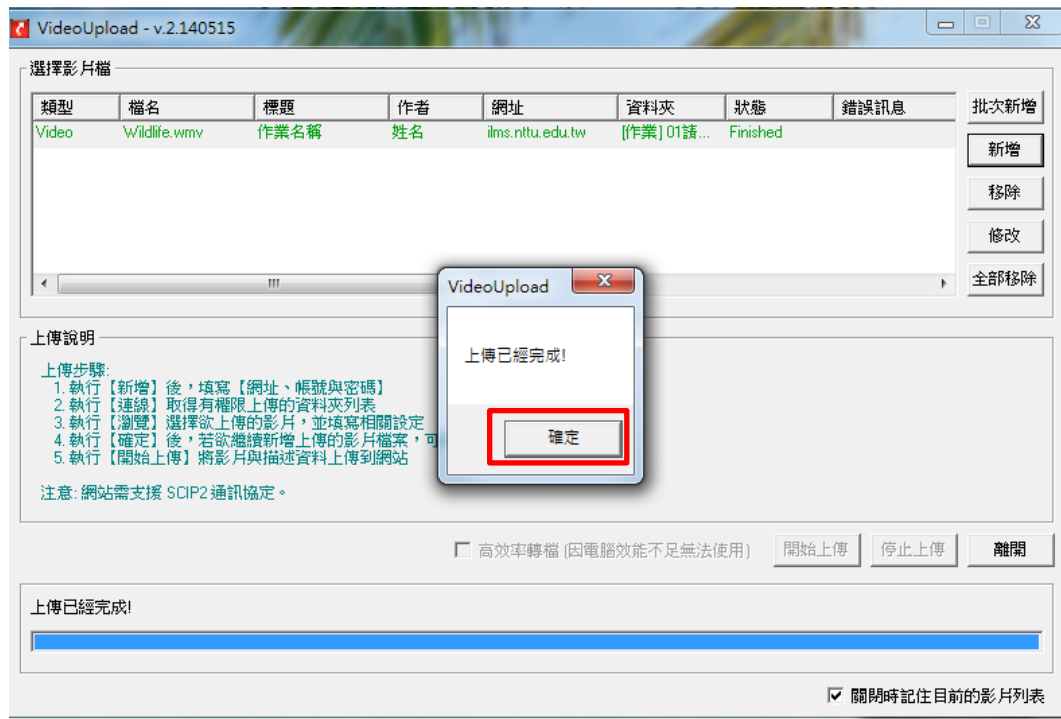 VideoUpload - v.2.140515
選擇影片檔
類型 檔名 標題 作者 網址 資料夾 狀態 錯誤訊息
Video Wildlife.wmv 作業名稱 姓名 ilms.nttu.edu.tw [作業] 01請... Finished
批次新增
新增
移除
修改
全部移除
VideoUpload
上傳已經完成!
確定
上傳說明
上傳步驟:
1. 執行【新增】後，填寫【網址、帳號與密碼】
2. 執行【連線】取得有權限上傳的資料夾列表
3. 執行【瀏覽】選擇欲上傳的影片，並填寫相關設定
4. 執行【確定】後，若欲繼續新增上傳的影片檔案，可
5. 執行【開始上傳】將影片與描述資料上傳到網站
注意: 網站需支援 SCIP2 通訊協定。
高效率轉檔 (因電腦效能不足無法使用) 開始上傳 停止上傳 離開
上傳已經完成!
關閉時記住目前的影片列表